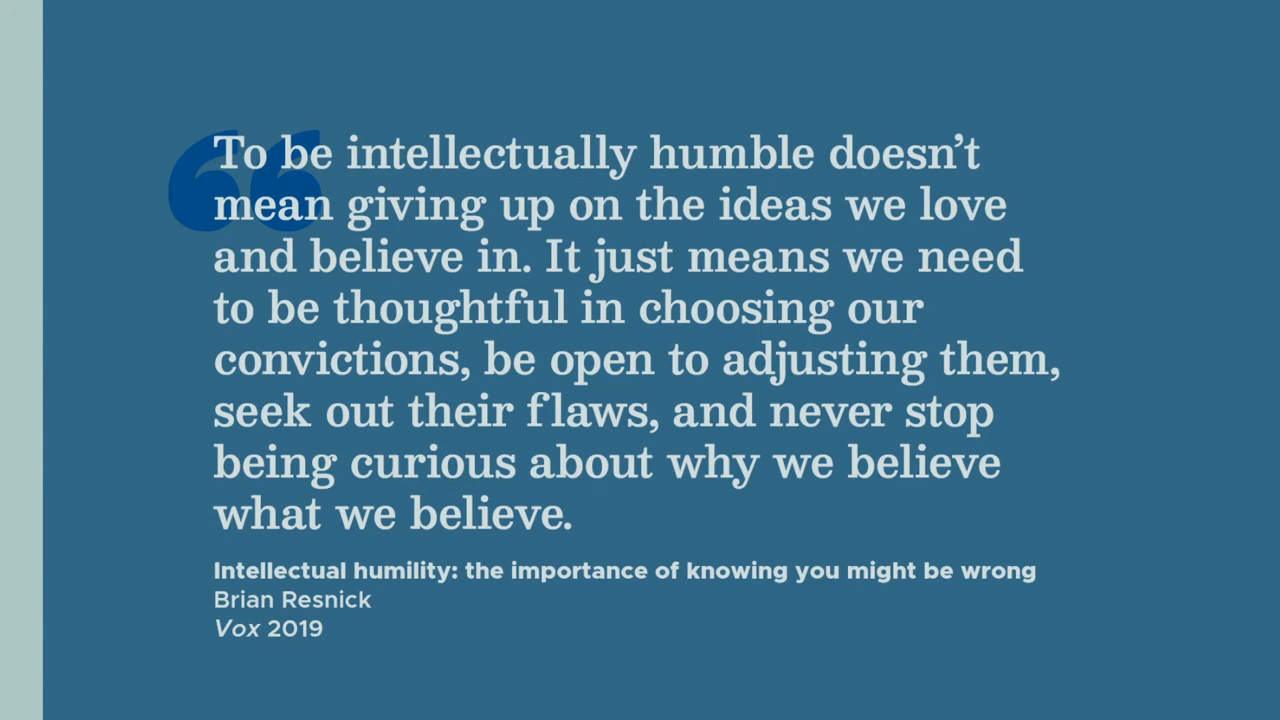 To be intellectually humble doesn’t
mean giving up on the ideas we love
and believe in. It just means we need
to be thoughtful in choosing our
convictions, be open to adjusting them,
seek out their flaws, and never stop
being curious about why we believe
what we believe.
Intellectual humility: the importance of knowing you might be wrong
Brian Resnick
Vox 2019